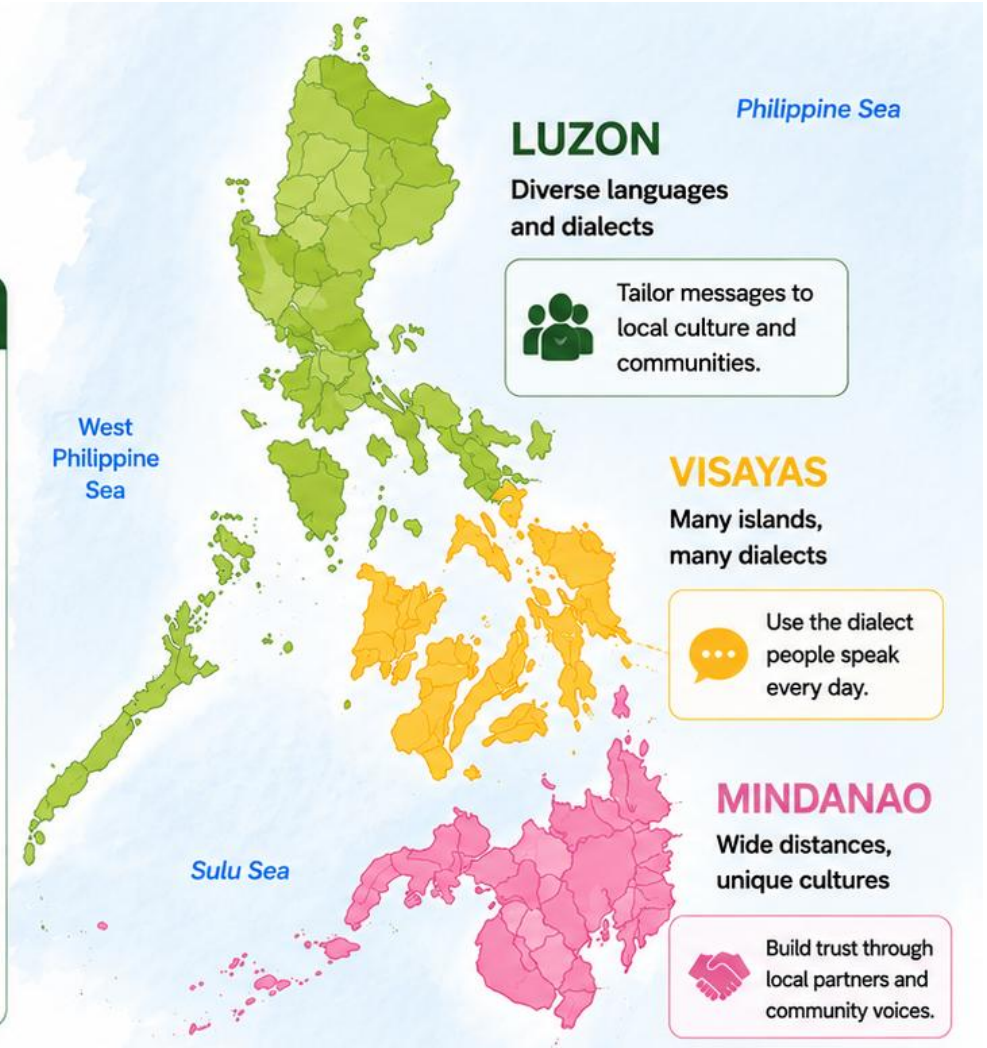 Philippine Sea
LUZON
Diverse languages
and dialects
Tailor messages to
local culture and
communities.
West
Philippine
Sea
VISAYAS
Many islands,
many dialects
Use the dialect
people speak
every day.
MINDANAO
Wide distances,
unique cultures
Sulu Sea
Build trust through
local partners and
community voices.